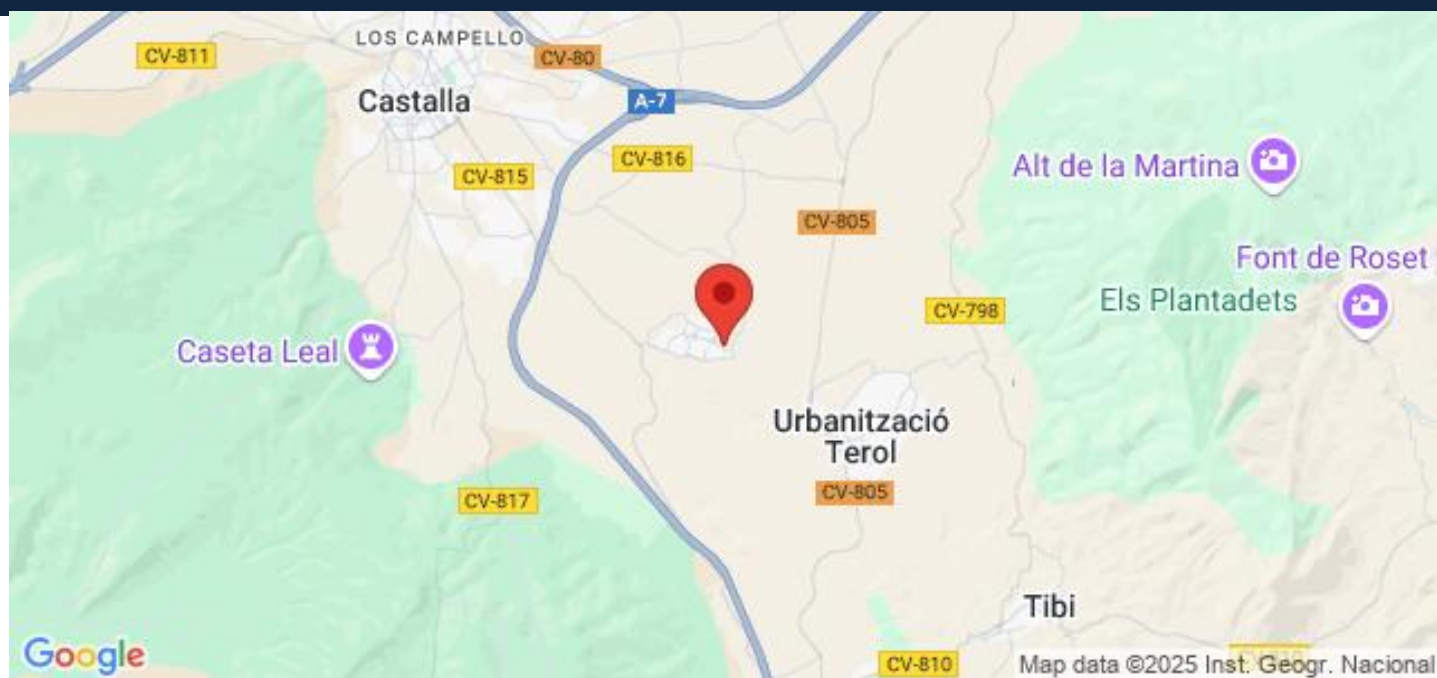 LOS CAMPELLO
CV-811
CV-80
Castalla
A-7
CV-816
Alt de la Martina
CV-815
CV-805
Font de Roset
Els Plantadets
CV-798
Caseta Leal
Urbanització
Terol
CV-817
CV-805
Tibi
Google
CV-810
Map data ©2025 Inst. Geogr. Nacional